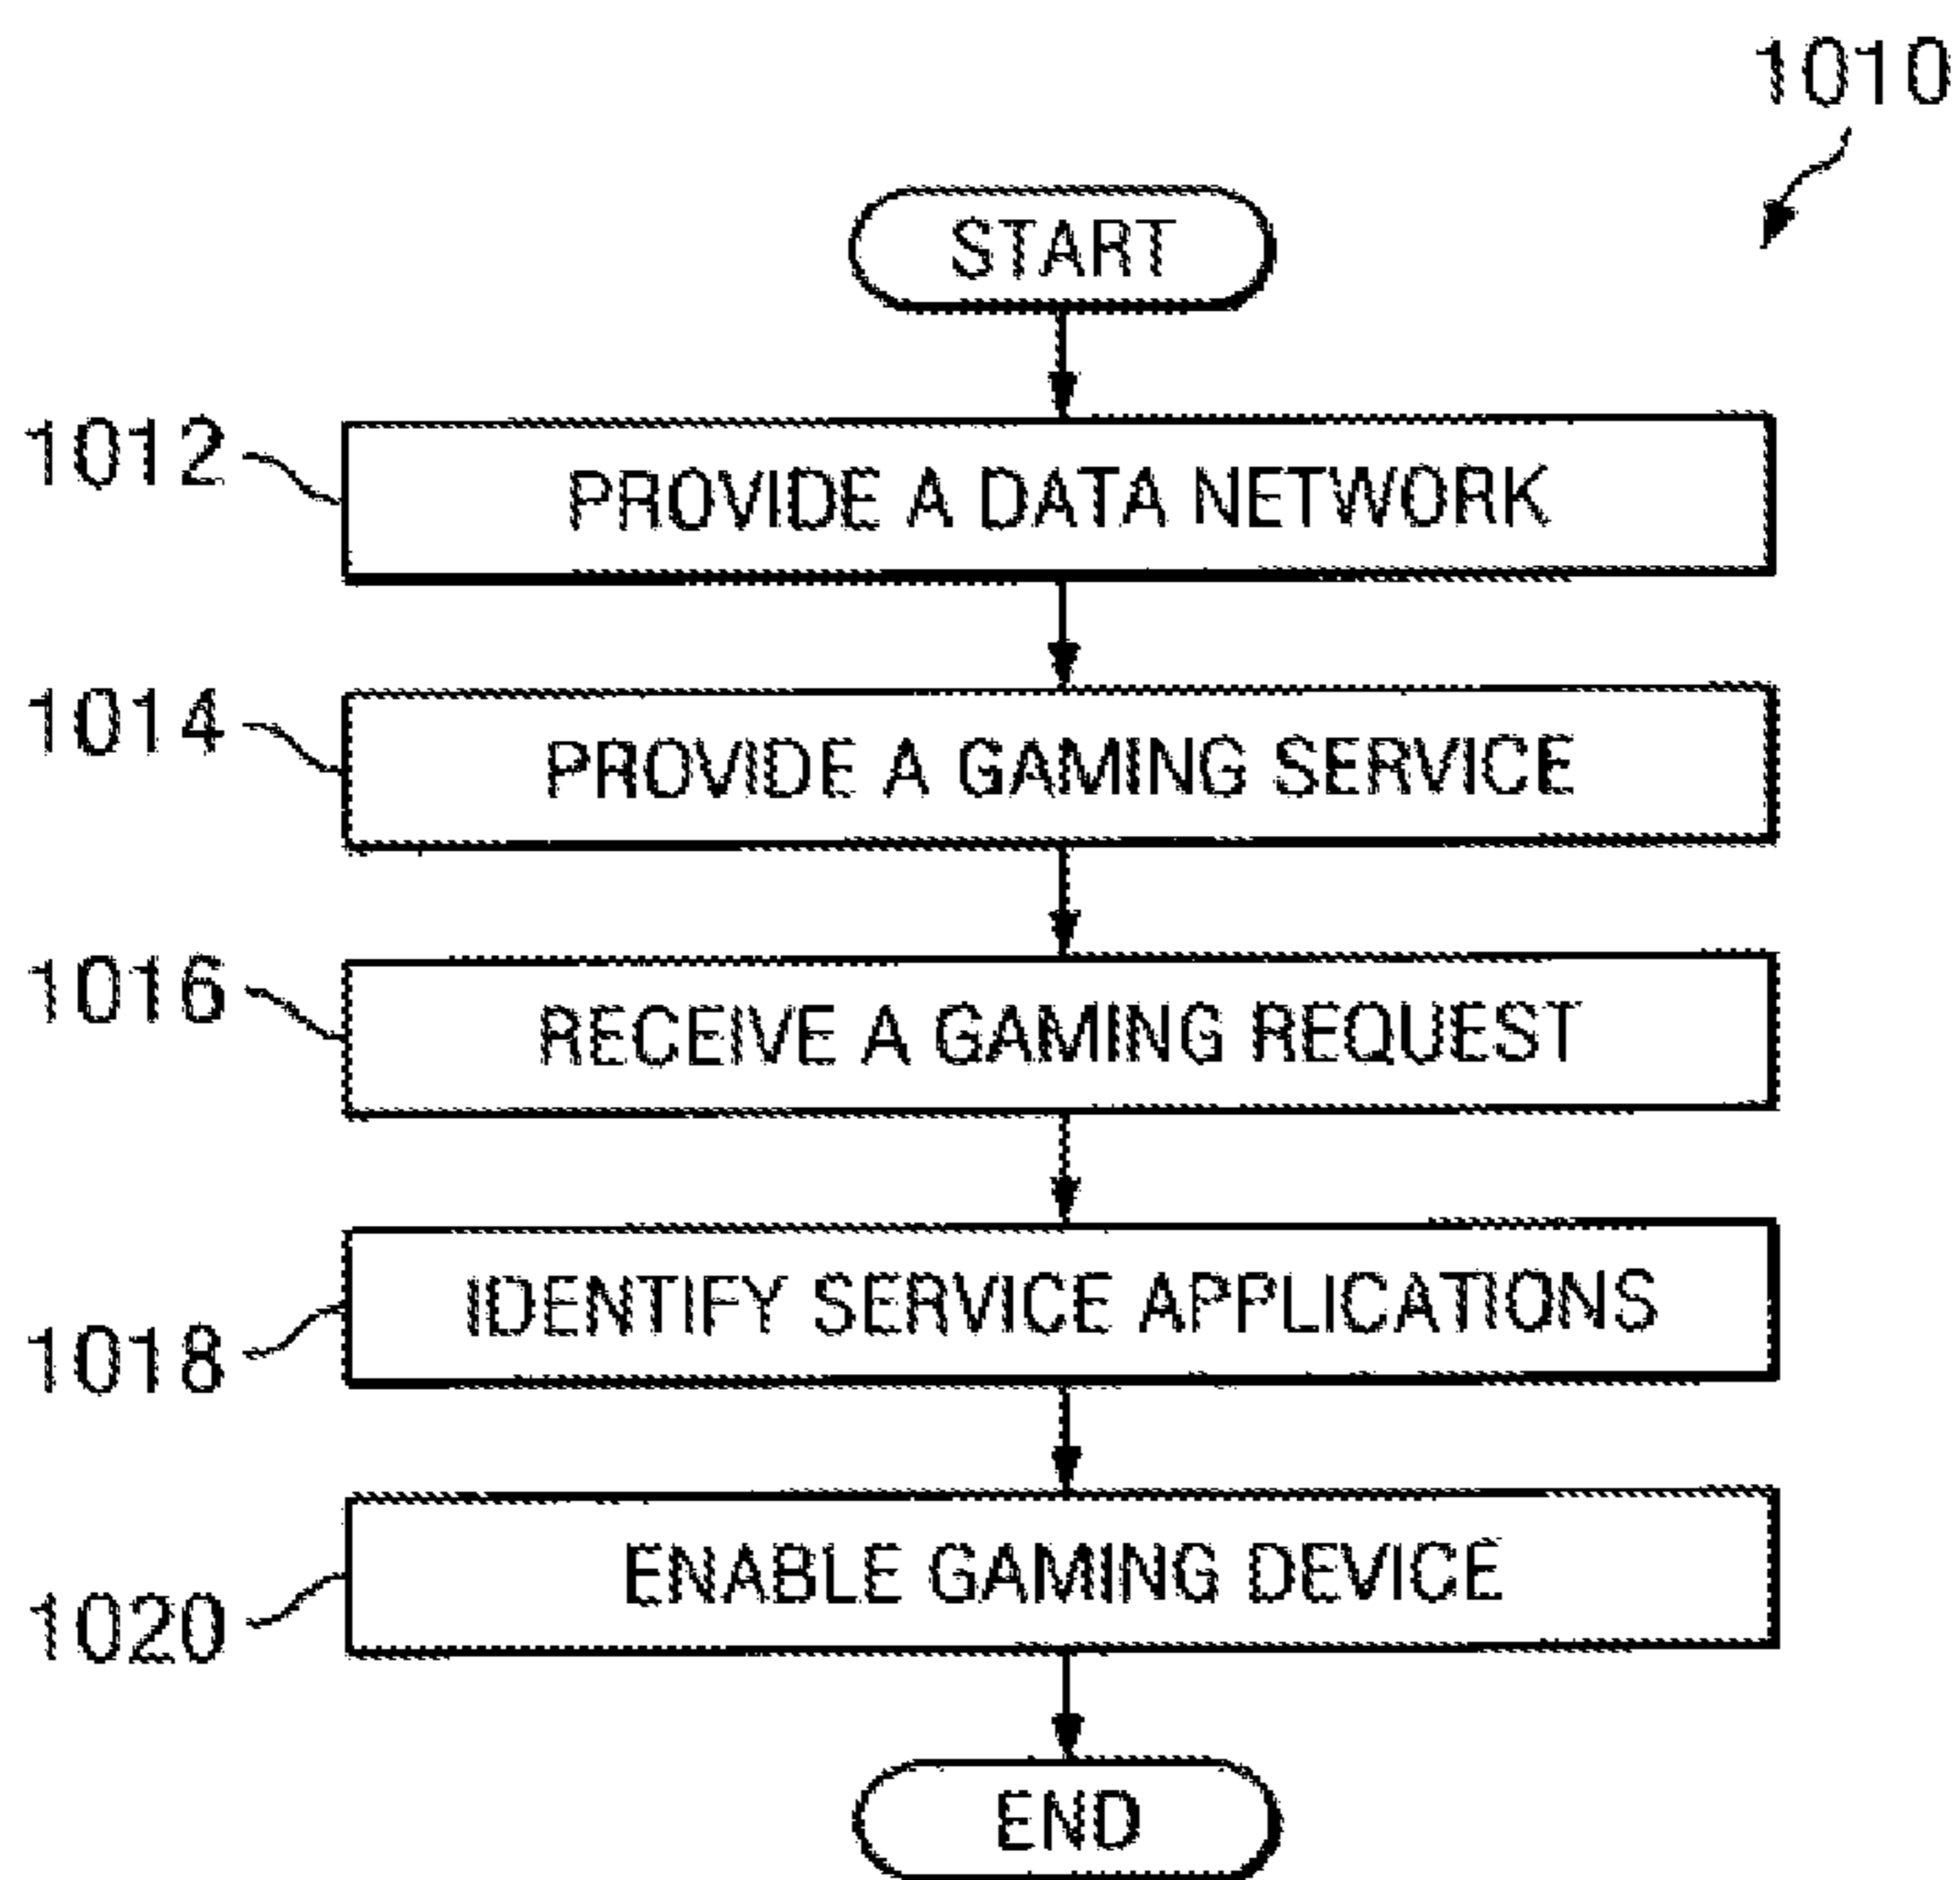 1010
START
1012
PROVIDE A DATA NETWORK
1014
PROVIDE A GAMING SERVICE
1016
RECEIVE A GAMING REQUEST
1018
IDENTIFY SERVICE APPLICATIONS
1020
ENABLE GAMING DEVICE
END